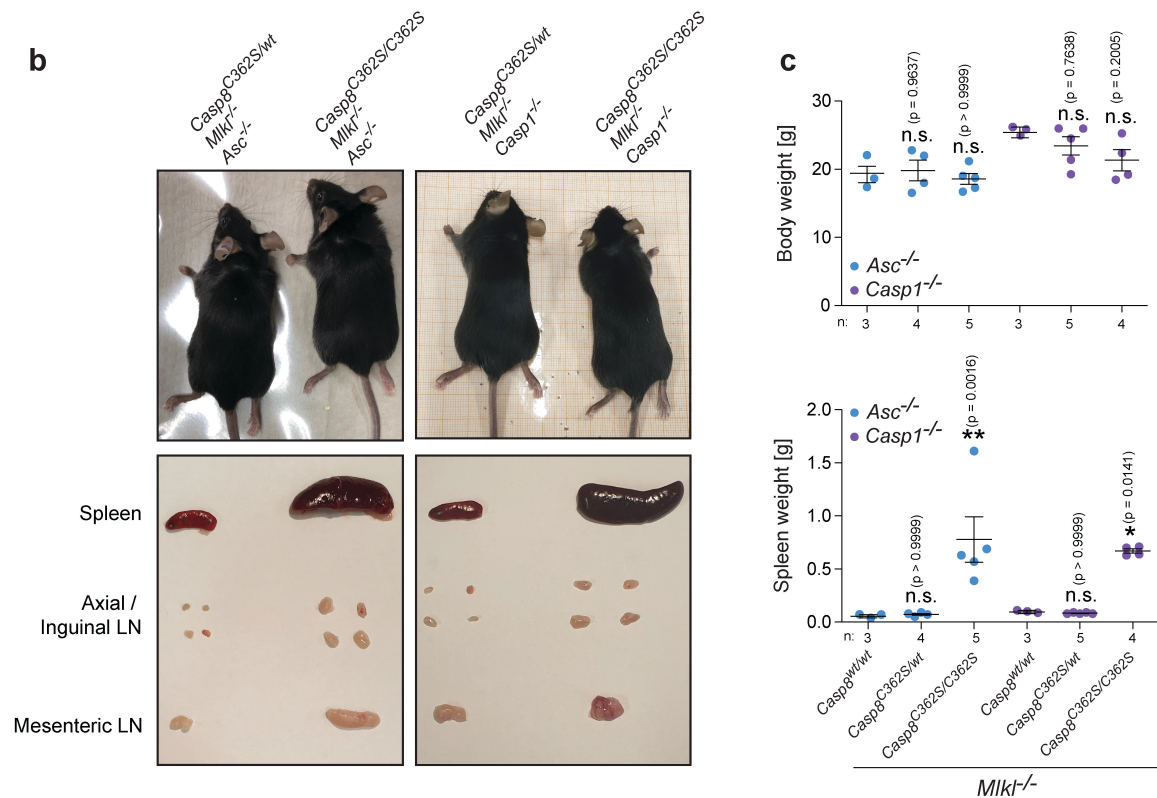 b
Casp8C362S/wt
Mlkl-/-
Asc-/-
Casp8C362S/C362S
Mlkl-/-
Asc-/-
Casp8C362S/wt
Mlkl-/-
Casp1-/-
Casp8C362S/C362S
Mlkl-/-
Casp1-/-
Spleen
Axial /
Inguinal LN
Mesenteric LN
c
Body weight [g]
30
20
10
0
n.s. (p = 0.9637)
n.s. (p > 0.9999)
n.s. (p = 0.7638)
n.s. (p = 0.2005)
Asc-/-
Casp1-/-
n: 3 4 5 3 5 4
Spleen weight [g]
2.0
1.5
1.0
0.5
0.0
Asc-/-
Casp1-/-
n.s. (p > 0.9999)
** (p = 0.0016)
n.s. (p > 0.9999)
* (p = 0.0141)
n: 3 4 5 3 5 4
Casp8wt/wt
Casp8C362S/wt
Casp8C362S/C362S
Casp8wt/wt
Casp8C362S/wt
Casp8C362S/C362S
Mlkl-/-